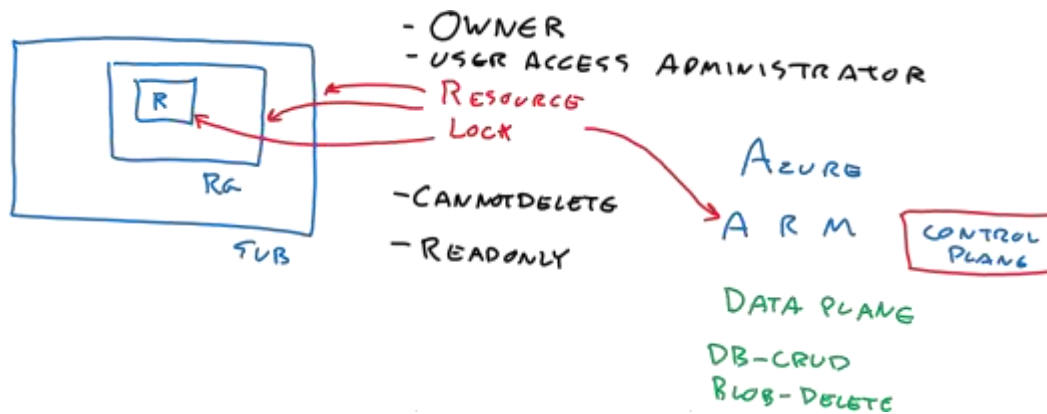 - OWNER
- USER ACCESS ADMINISTRATOR
R
RESOURCE
LOCK
RG
SUB
- CANNOTDELETE
- READONLY
AZURE
A R M
CONTROL
PLANE
DATA PLANE
DB-CRUD
BLOB-DELETE